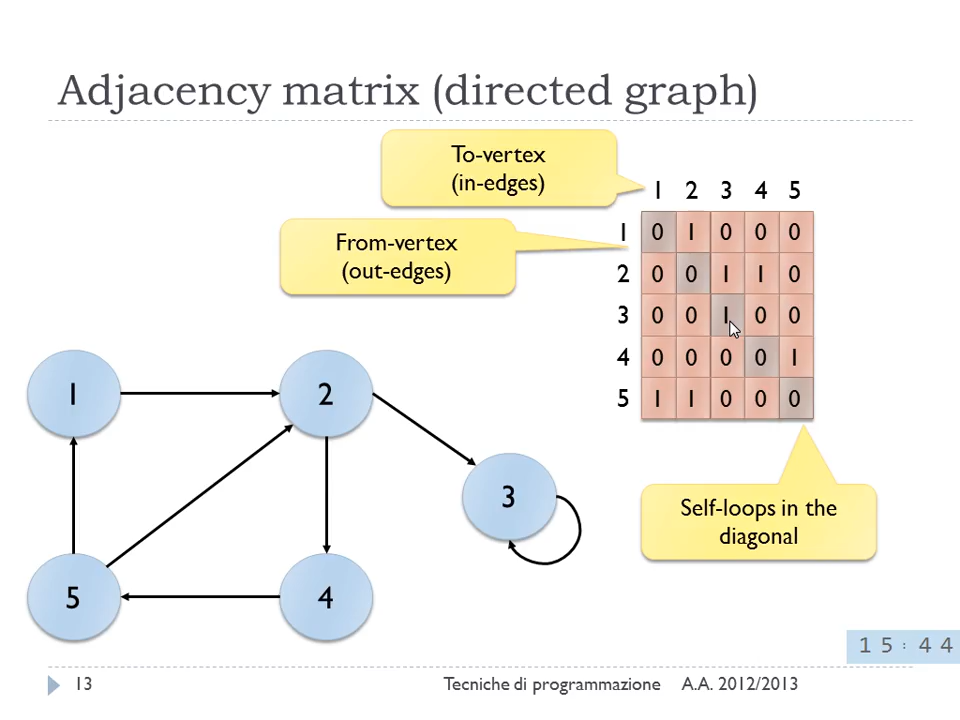 Adjacency matrix (directed graph)
To-vertex
(in-edges)
From-vertex
(out-edges)
1 2 3 4 5
1 0 1 0 0 0
2 0 0 1 1 0
3 0 0 1 0 0
4 0 0 0 0 1
5 1 1 0 0 0
1
2
3
5
4
Self-loops in the
diagonal
15:44
13 Tecniche di programmazione A.A. 2012/2013